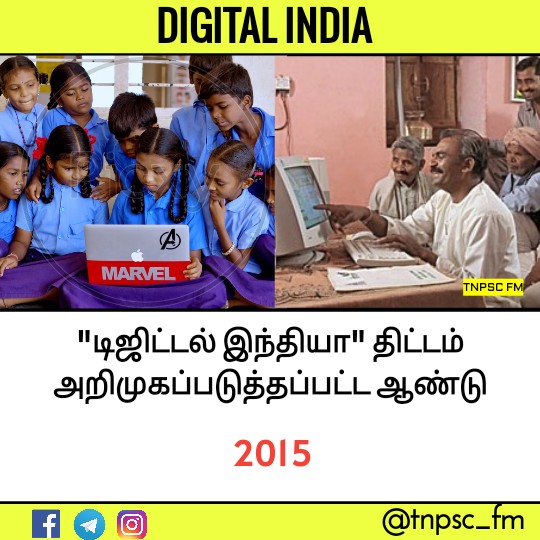 DIGITAL INDIA
MARVEL
TNPSC FM
"டிஜிட்டல் இந்தியா" திட்டம்
அறிமுகப்படுத்தப்பட்ட ஆண்டு
2015
@tnpsc_fm